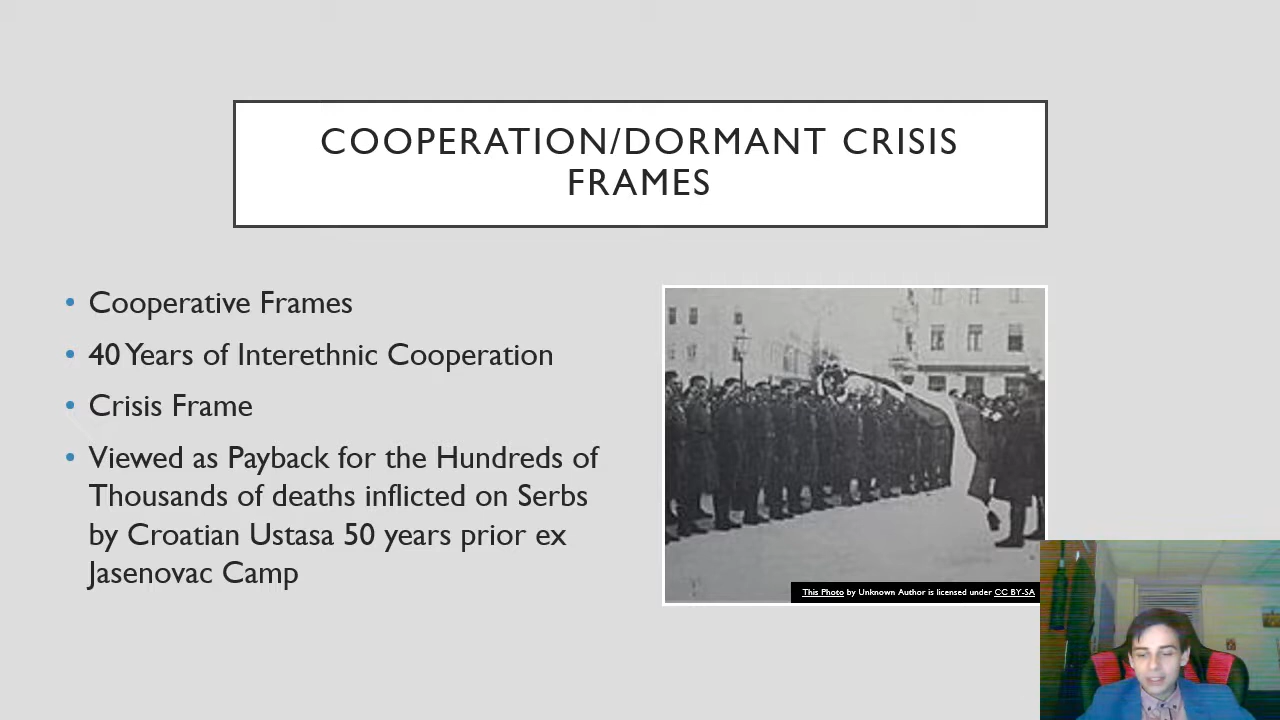 COOPERATION/DORMANT CRISIS
FRAMES
• Cooperative Frames
• 40 Years of Interethnic Cooperation
• Crisis Frame
• Viewed as Payback for the Hundreds of
Thousands of deaths inflicted on Serbs
by Croatian Ustasa 50 years prior ex
Jasenovac Camp
This Photo by Unknown Author is licensed under CC BY-SA